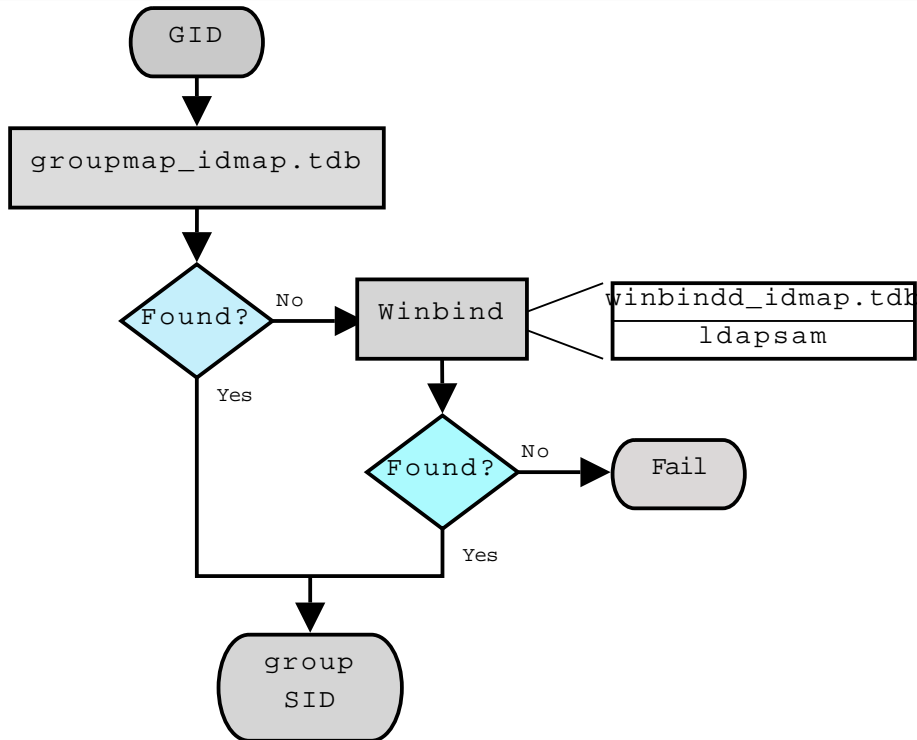 GID
groupmap_idmap.tdb
Found?
No
Winbind
winbindd_idmap.tdb
ldapsam
Yes
Found?
No
Fail
Yes
group
SID